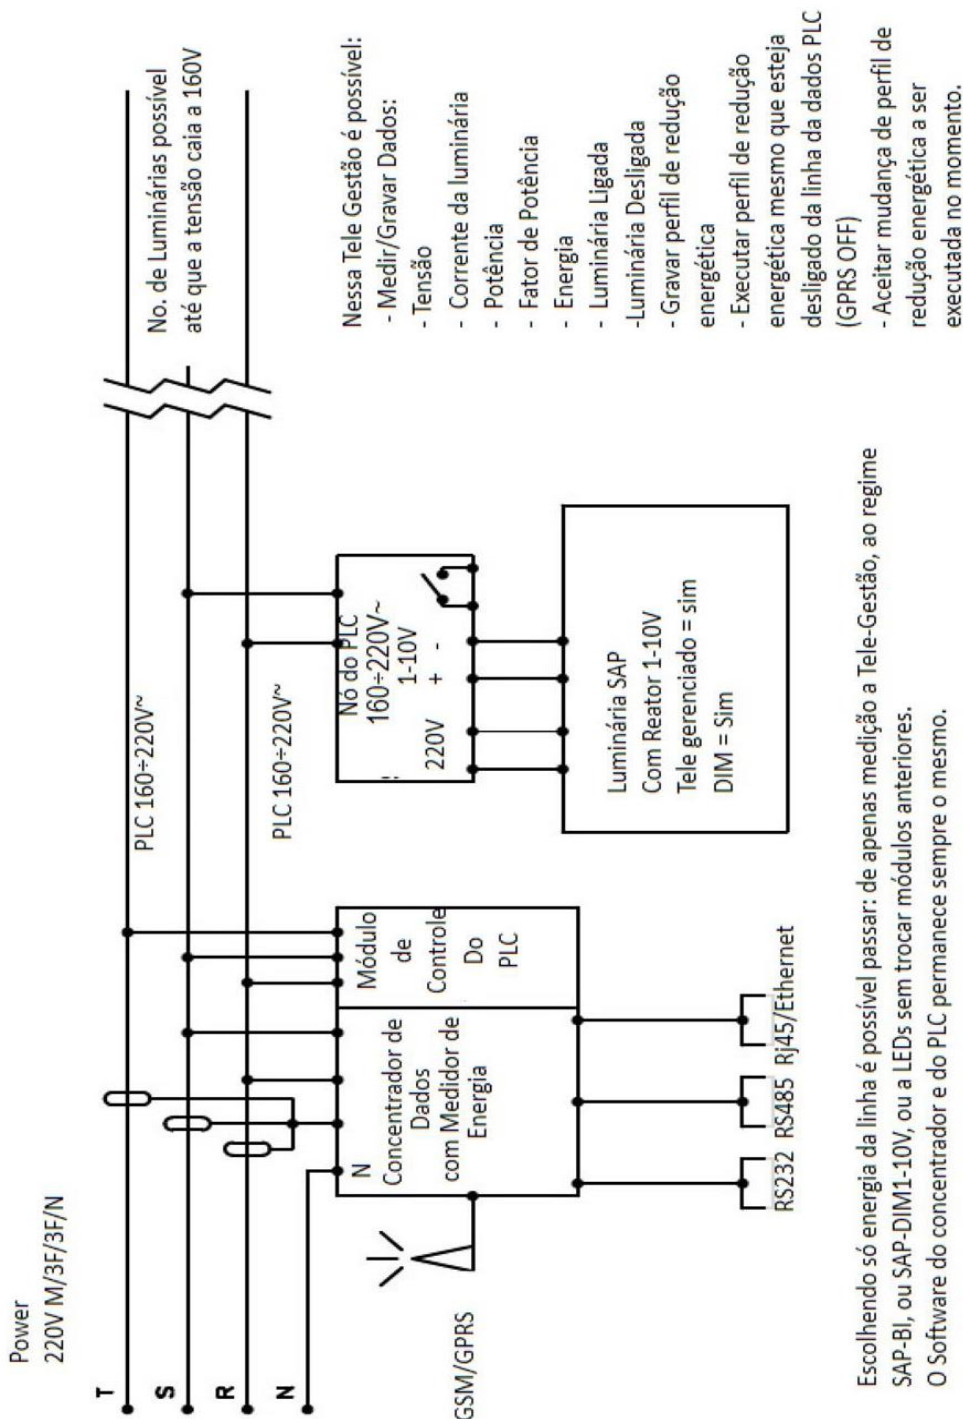 Power
220V M/3F/3F/N
T
S
R
N
PLC 160÷220V~
PLC 160÷220V~
No. de Luminárias possível
até que a tensão caia a 160V
GSM/GPRS
N
Concentrador de
Dados
com Medidor de
Energia
Módulo
de
Controle
Do
PLC
RS232
RS485
Rj45/Ethernet
Nó do PLC
160÷220V~
1-10V
220V
+
-
Luminária SAP
Com Reator 1-10V
Tele gerenciado = sim
DIM = Sim
Nessa Tele Gestão é possível:
- Medir/Gravar Dados:
- Tensão
- Corrente da luminária
- Potência
- Fator de Potência
- Energia
- Luminária Ligada
-Luminária Desligada
- Gravar perfil de redução
energética
- Executar perfil de redução
energética mesmo que esteja
desligado da linha da dados PLC
(GPRS OFF)
- Aceitar mudança de perfil de
redução energética a ser
executada no momento.
Escolhendo só energia da linha é possível passar: de apenas medição a Tele-Gestão, ao regime
SAP-BI, ou SAP-DIM1-10V, ou a LEDs sem trocar módulos anteriores.
O Software do concentrador e do PLC permanece sempre o mesmo.